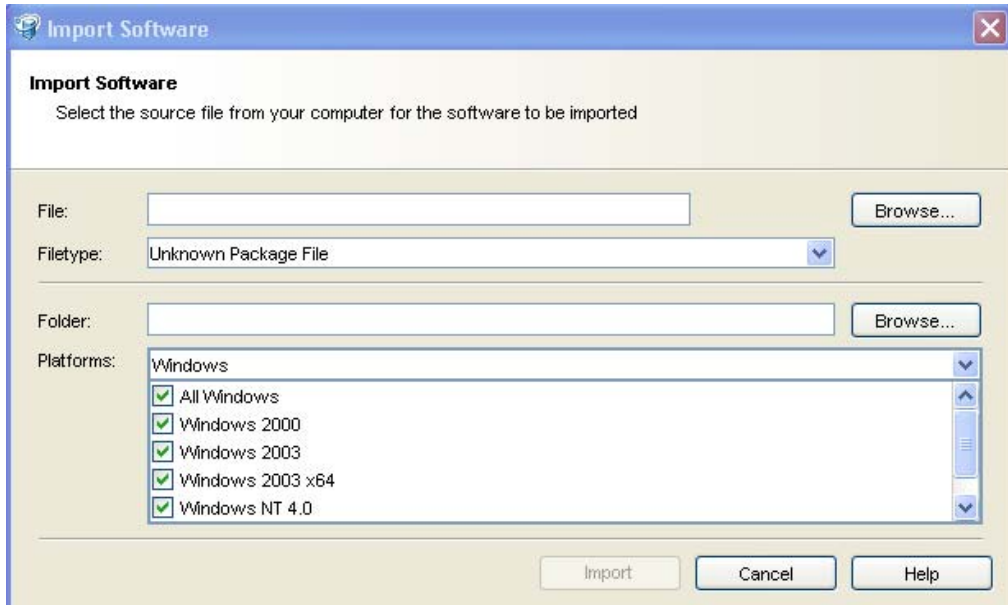 Import Software
Import Software
Select the source file from your computer for the software to be imported
File:
Browse...
Filetype:
Unknown Package File
Folder:
Browse...
Platforms:
Windows
All Windows
Windows 2000
Windows 2003
Windows 2003 x64
Windows NT 4.0
Import
Cancel
Help